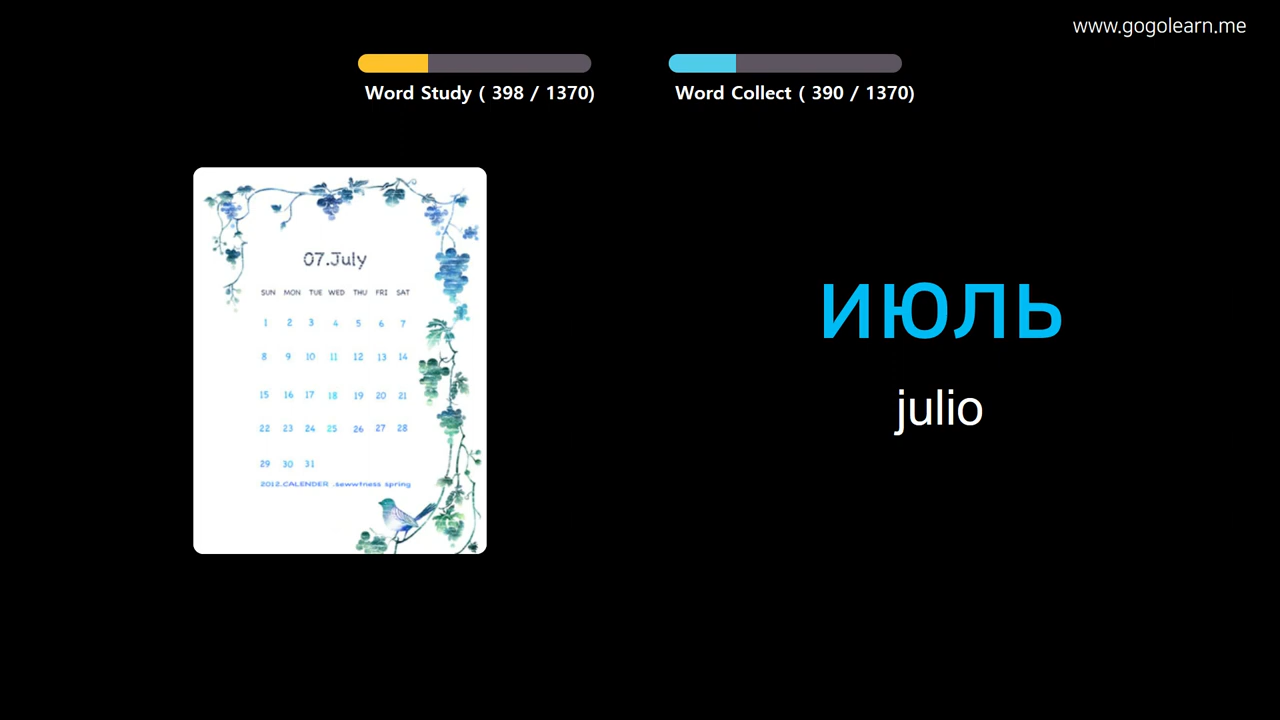 www.gogolearn.me
Word Study ( 398 / 1370)
Word Collect ( 390 / 1370)
07.July
SUN MON TUE WED THU FRI SAT
1 2 3 4 5 6 7
8 9 10 11 12 13 14
15 16 17 18 19 20 21
22 23 24 25 26 27 28
29 30 31
2012.CALENDER .sewwtness spring
июль
julio